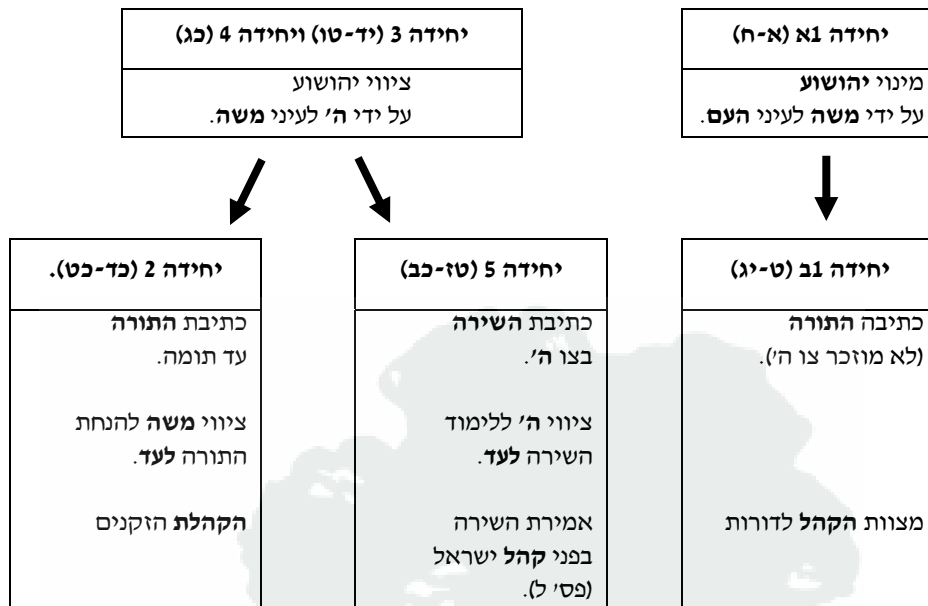 יחידה 1א (א-ח)
מינוי יהושוע
על ידי משה לעיני העם.
יחידה 3 (יד-טו) ויחידה 4 (כג)
ציווי יהושוע
על ידי ה' לעיני משה.
יחידה 1ב (ט-יג)
כתיבה התורה
(לא מוזכר צו ה').
מצוות הקהל לדורות
יחידה 5 (טז-כב)
כתיבת השירה
בצו ה'.
ציווי ה' ללימוד
השירה לעד.
אמירת השירה
בפני קהל ישראל
(פס' ל).
יחידה 2 (כד-כט).
כתיבת התורה
עד תומה.
ציווי משה להנחת
התורה לעד.
הקהלת הזקנים